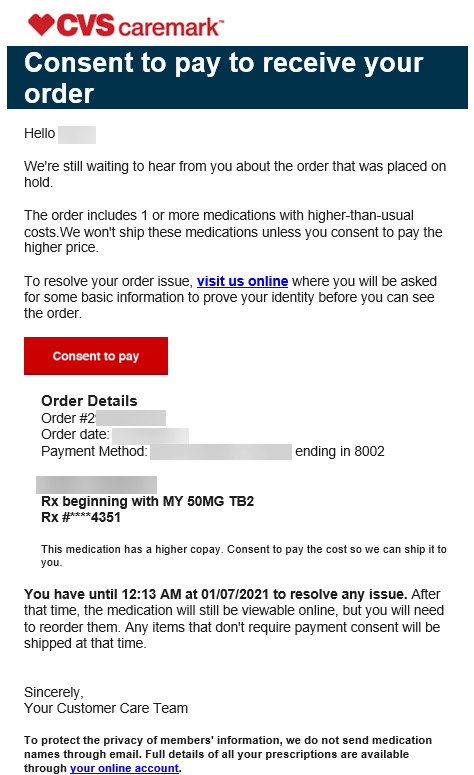 CVS caremark™
Consent to pay to receive your
order
Hello
We're still waiting to hear from you about the order that was placed on
hold.
The order includes 1 or more medications with higher-than-usual
costs.We won't ship these medications unless you consent to pay the
higher price.
To resolve your order issue, visit us online where you will be asked
for some basic information to prove your identity before you can see
the order.
Consent to pay
Order Details
Order #2
Order date:
Payment Method: ending in 8002
Rx beginning with MY 50MG TB2
Rx #****4351
This medication has a higher copay. Consent to pay the cost so we can ship it to
you.
You have until 12:13 AM at 01/07/2021 to resolve any issue. After
that time, the medication will still be viewable online, but you will need
to reorder them. Any items that don't require payment consent will be
shipped at that time.
Sincerely,
Your Customer Care Team
To protect the privacy of members' information, we do not send medication
names through email. Full details of all your prescriptions are available
through your online account.